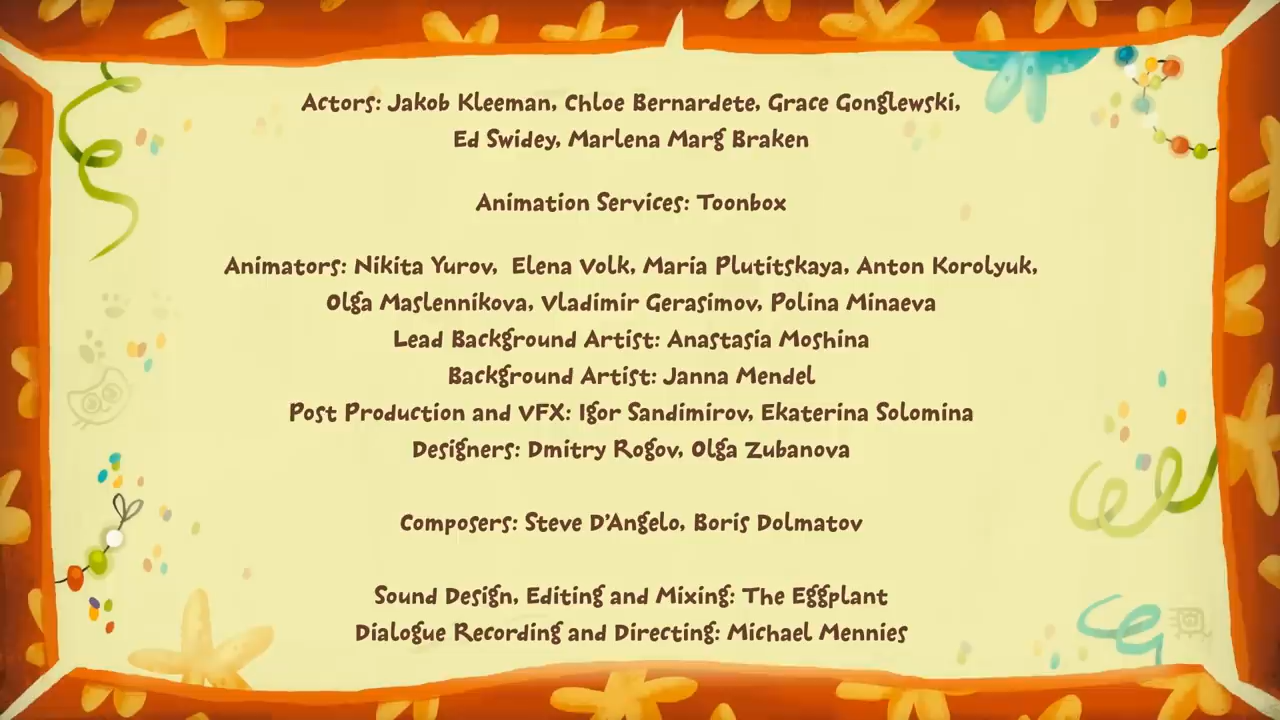 Actors: Jakob Kleeman, Chloe Bernardete, Grace Gonglewski,
Ed Swidey, Marlena Marg Braken
Animation Services: Toonbox
Animators: Nikita Yurov, Elena Volk, Maria Plutitskaya, Anton Korolyuk,
Olga Maslennikova, Vladimir Gerasimov, Polina Minaeva
Lead Background Artist: Anastasia Moshina
Background Artist: Janna Mendel
Post Production and VFX: Igor Sandimirov, Ekaterina Solomina
Designers: Dmitry Rogov, Olga Zubanova
Composers: Steve D'Angelo, Boris Dolmatov
Sound Design, Editing and Mixing: The Eggplant
Dialogue Recording and Directing: Michael Mennies